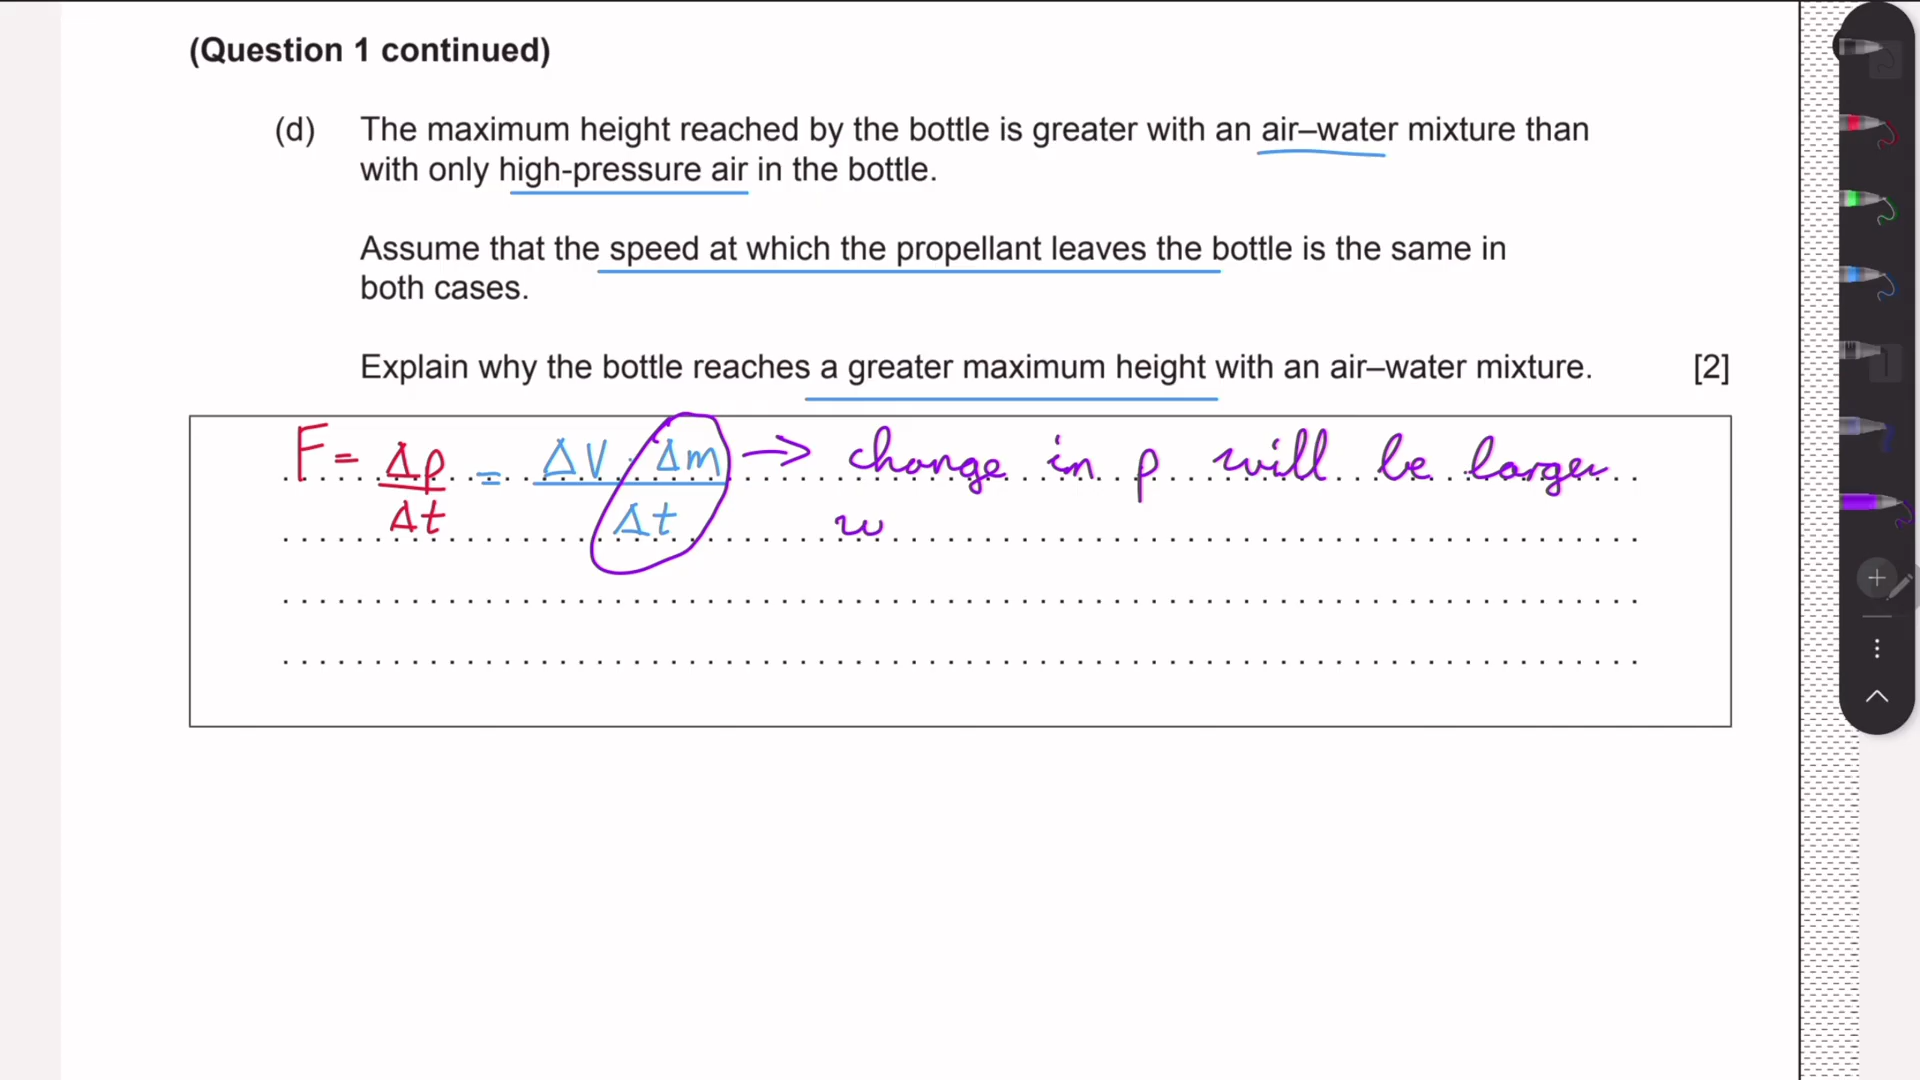 (Question 1 continued)
(d) The maximum height reached by the bottle is greater with an air–water mixture than
with only high-pressure air in the bottle.
Assume that the speed at which the propellant leaves the bottle is the same in
both cases.
Explain why the bottle reaches a greater maximum height with an air–water mixture. [2]
F = Δp/Δt = ΔV · Δm/Δt → change in p will be larger
w